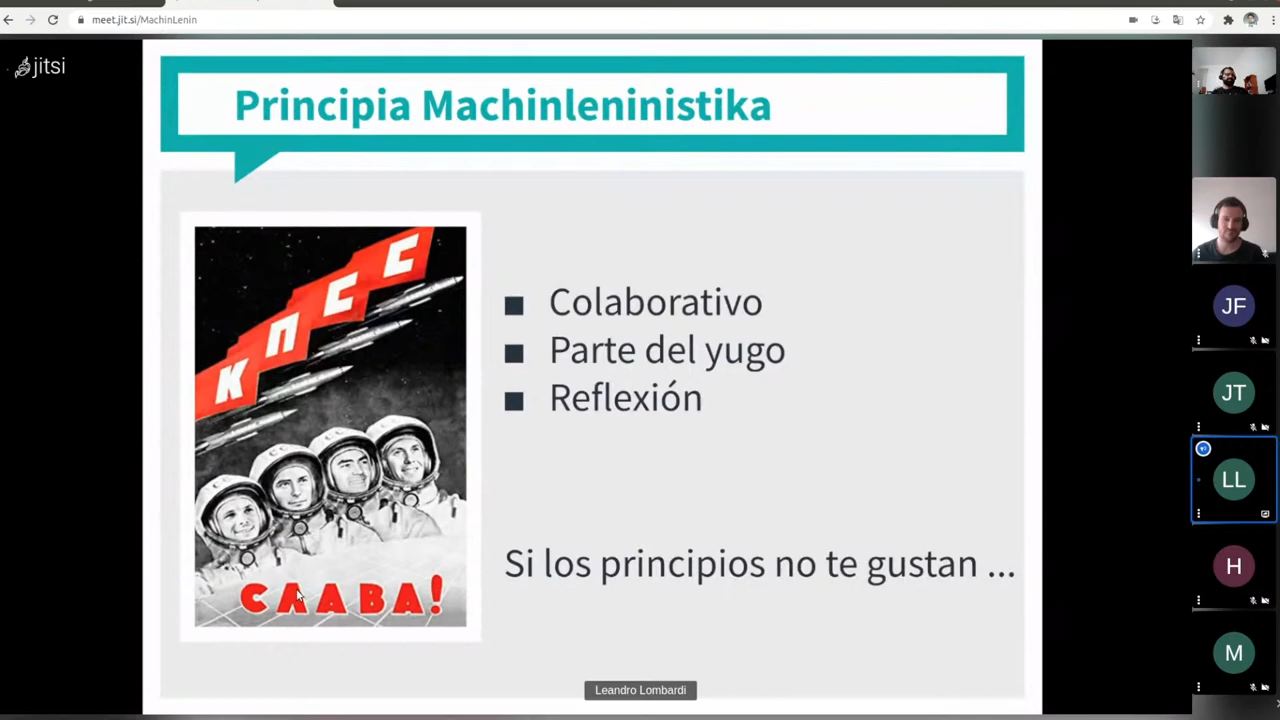 meet.jit.si/MachinLenin
jitsi
Principia Machinleninistika
КПСС
Colaborativo
Parte del yugo
Reflexión
СЛАВА!
Si los principios no te gustan ...
Leandro Lombardi
JF
JT
LL
H
M